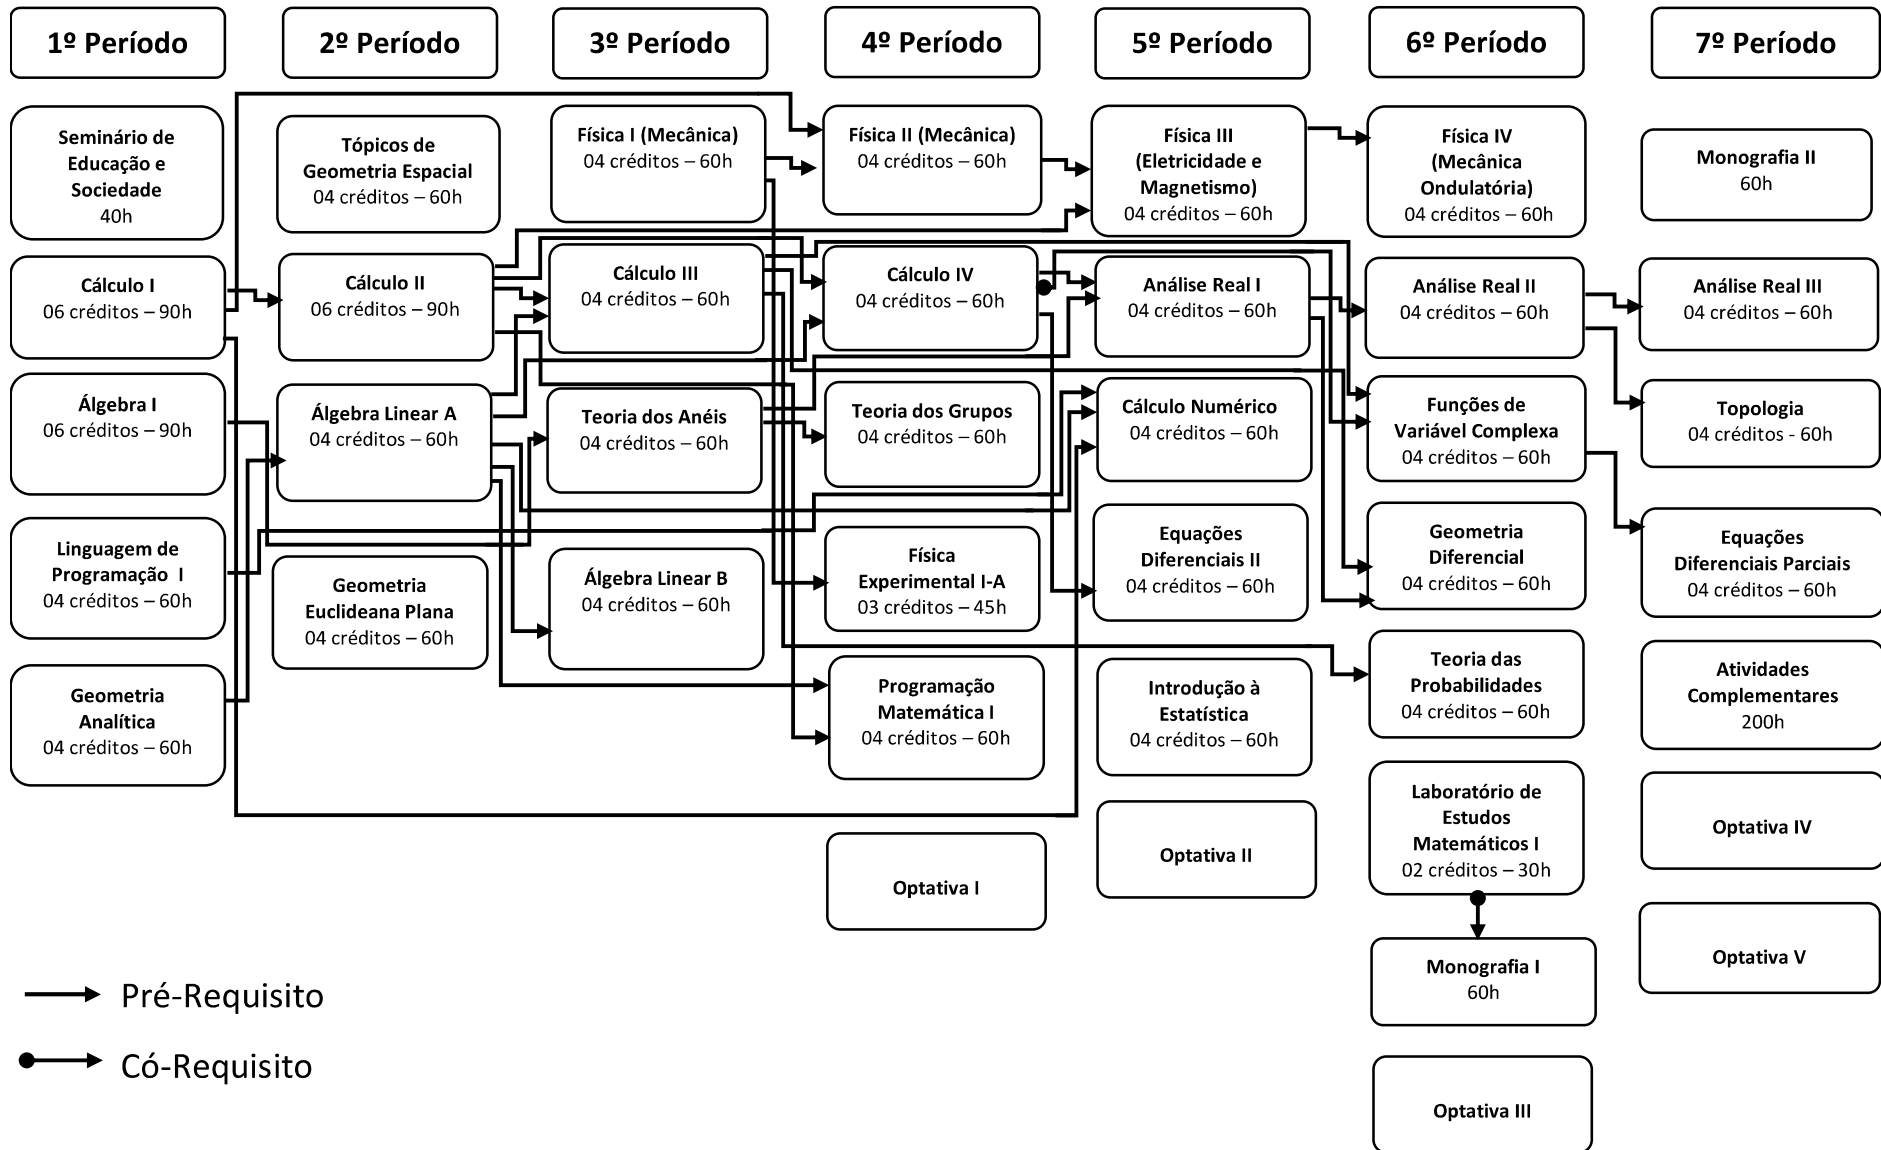 1º Período
2º Período
3º Período
4º Período
5º Período
6º Período
7º Período
Seminário de
Educação e
Sociedade
40h
Cálculo I
06 créditos – 90h
Álgebra I
06 créditos – 90h
Linguagem de
Programação I
04 créditos – 60h
Geometria
Analítica
04 créditos – 60h
Tópicos de
Geometria Espacial
04 créditos – 60h
Cálculo II
06 créditos – 90h
Álgebra Linear A
04 créditos – 60h
Geometria
Euclideana Plana
04 créditos – 60h
Física I (Mecânica)
04 créditos – 60h
Cálculo III
04 créditos – 60h
Teoria dos Anéis
04 créditos – 60h
Álgebra Linear B
04 créditos – 60h
Física II (Mecânica)
04 créditos – 60h
Cálculo IV
04 créditos – 60h
Teoria dos Grupos
04 créditos – 60h
Física
Experimental I-A
03 créditos – 45h
Programação
Matemática I
04 créditos – 60h
Optativa I
Física III
(Eletricidade e
Magnetismo)
04 créditos – 60h
Análise Real I
04 créditos – 60h
Cálculo Numérico
04 créditos – 60h
Equações
Diferenciais II
04 créditos – 60h
Introdução à
Estatística
04 créditos – 60h
Optativa II
Física IV
(Mecânica
Ondulatória)
04 créditos – 60h
Análise Real II
04 créditos – 60h
Funções de
Variável Complexa
04 créditos – 60h
Geometria
Diferencial
04 créditos – 60h
Teoria das
Probabilidades
04 créditos – 60h
Laboratório de
Estudos
Matemáticos I
02 créditos – 30h
Monografia I
60h
Optativa III
Monografia II
60h
Análise Real III
04 créditos – 60h
Topologia
04 créditos - 60h
Equações
Diferenciais Parciais
04 créditos – 60h
Atividades
Complementares
200h
Optativa IV
Optativa V
Pré-Requisito
Có-Requisito